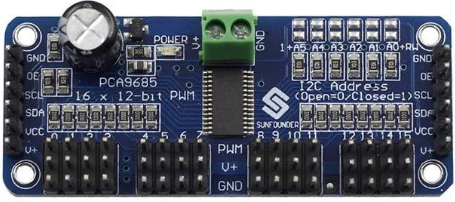 POWER
+
V
GND
1+A5 A4 A3 A2 A1 A0+RW
GND
OE
SCL
SDA
VCC
V+
PCA9685
16 x 12-bit PWM
SUNFOUNDER
I2C Address
(Open=0/Closed=1)
GND
OE
SCL
SDA
VCC
V+
0 1 2 3 4 5 6 7 8 9 10 11 12 13 14 15
PWM
V+
GND